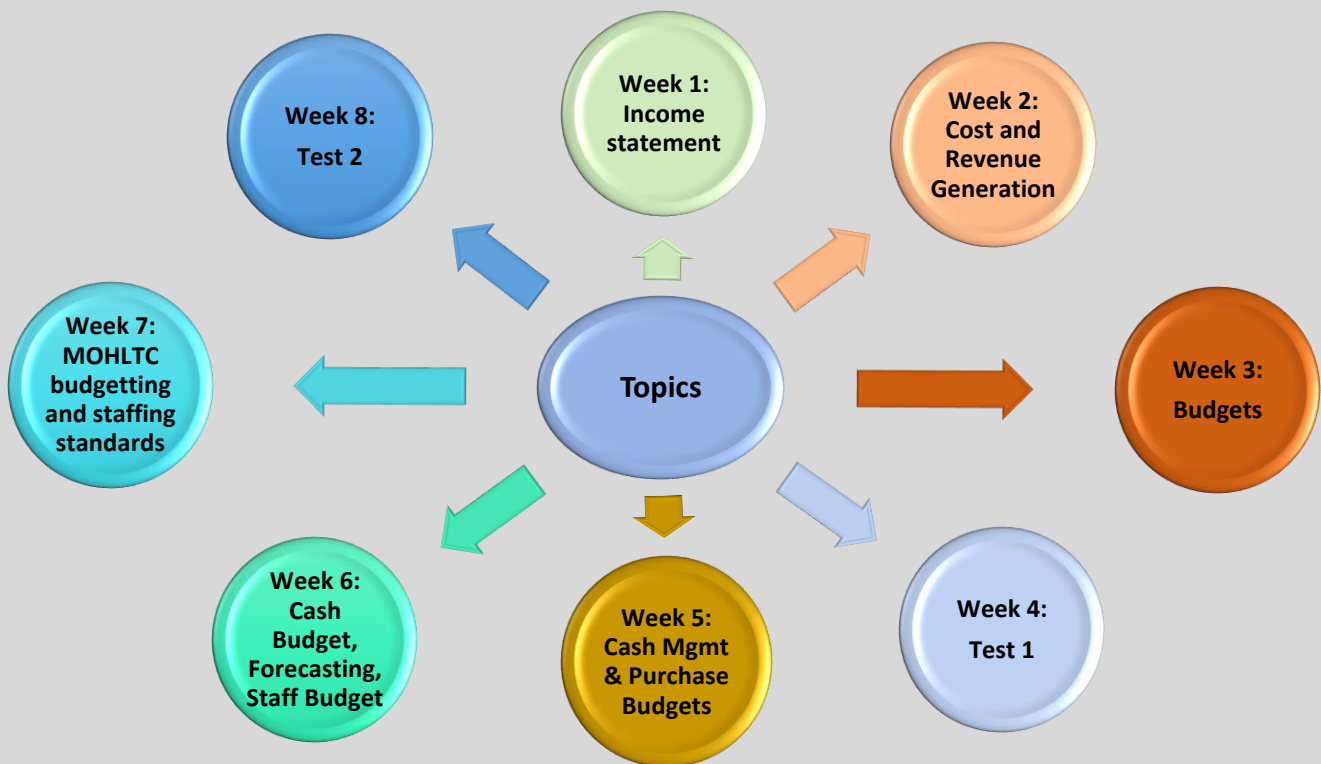 Topics
Week 1:
Income
statement
Week 2:
Cost and
Revenue
Generation
Week 3:
Budgets
Week 4:
Test 1
Week 5:
Cash Mgmt
& Purchase
Budgets
Week 6:
Cash
Budget,
Forecasting,
Staff Budget
Week 7:
MOHLTC
budgetting
and staffing
standards
Week 8:
Test 2